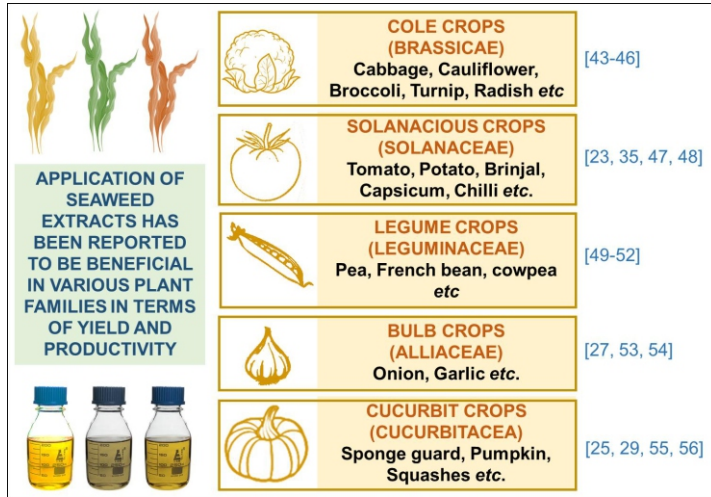 APPLICATION OF
SEAWEED
EXTRACTS HAS
BEEN REPORTED
TO BE BENEFICIAL
IN VARIOUS PLANT
FAMILIES IN TERMS
OF YIELD AND
PRODUCTIVITY
COLE CROPS
(BRASSICAE)
Cabbage, Cauliflower,
Broccoli, Turnip, Radish etc
[43-46]
SOLANACIOUS CROPS
(SOLANACEAE)
Tomato, Potato, Brinjal,
Capsicum, Chilli etc.
[23, 35, 47, 48]
LEGUME CROPS
(LEGUMINACEAE)
Pea, French bean, cowpea
etc
[49-52]
BULB CROPS
(ALLIACEAE)
Onion, Garlic etc.
[27, 53, 54]
CUCURBIT CROPS
(CUCURBITACEA)
Sponge guard, Pumpkin,
Squashes etc.
[25, 29, 55, 56]